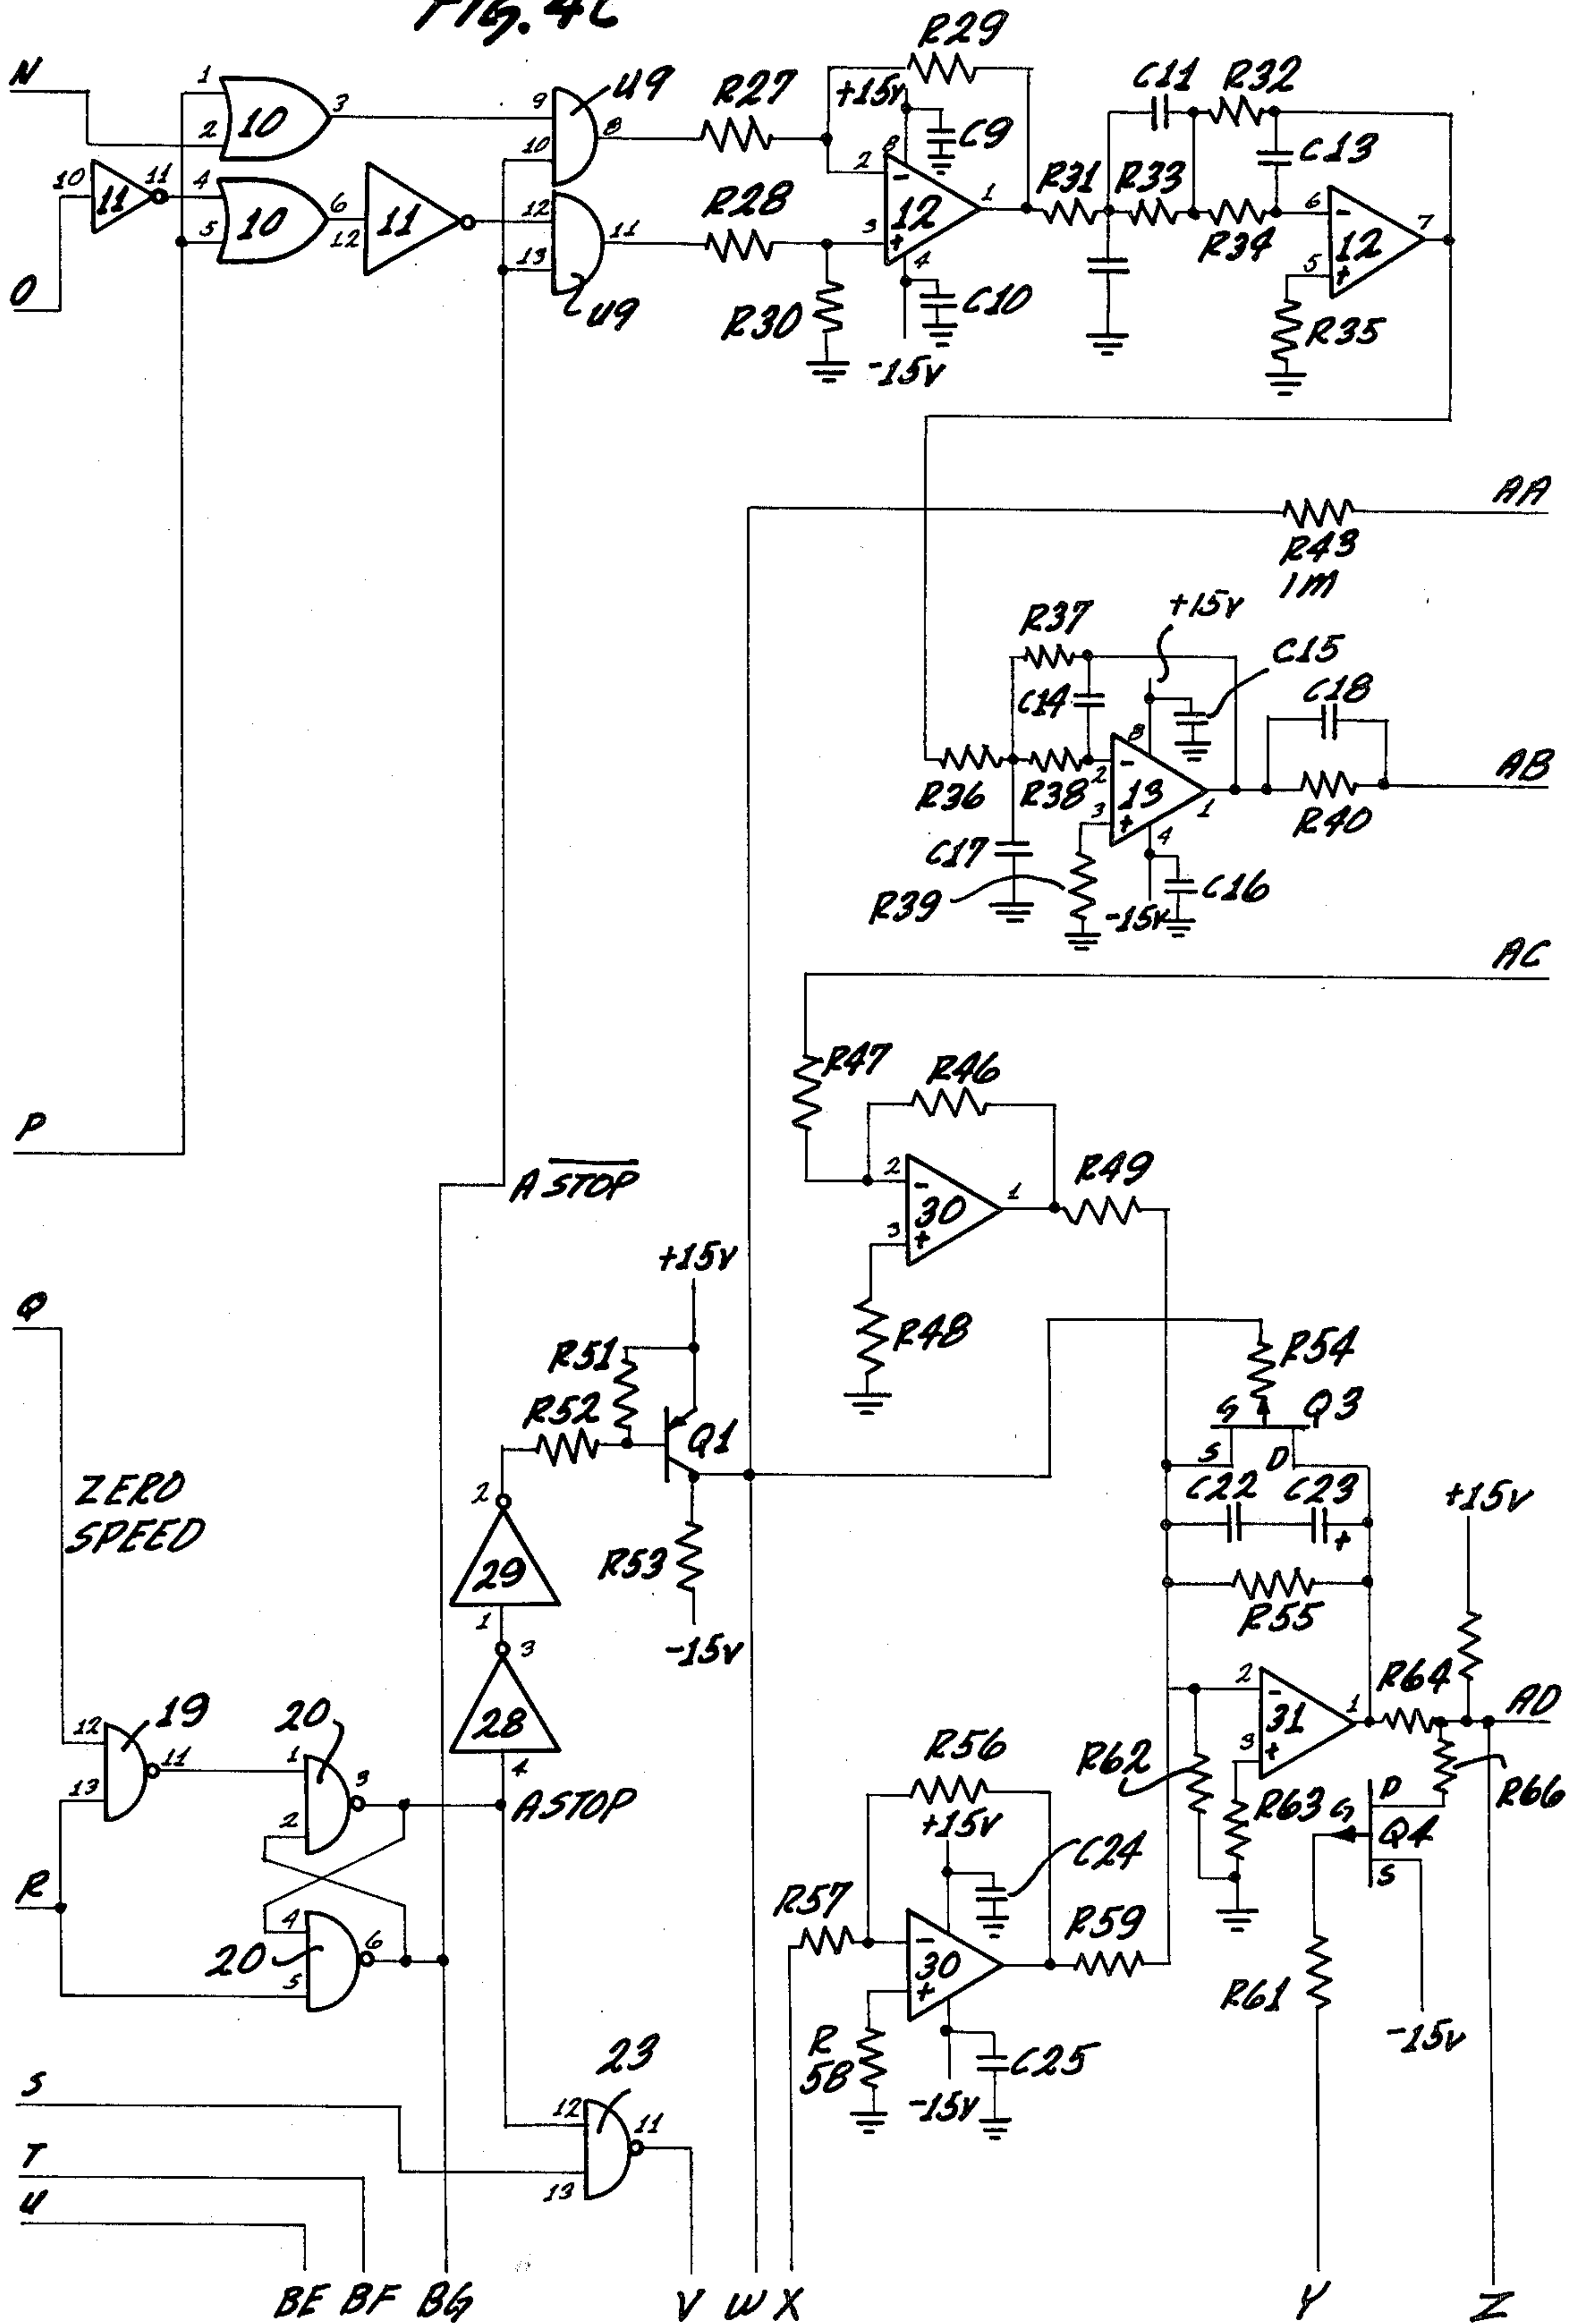 FIG. 4C
N
1
2
10
3
9
10
U9
8
R27
R29
+15v
C9
8
2
-
12
1
3
+
4
C10
-15v
C11
R32
C13
R31
R33
R34
6
-
12
7
5
+
R35
10
11
11
4
5
10
6
12
11
12
13
11
U9
R28
R30
O
AA
R43
1M
R37
+15v
C15
C14
C18
8
R36
R38
2
-
13
1
3
+
4
AB
R40
C17
R39
-15v
C16
AC
R47
R46
P
A STOP
2
-
30
1
3
+
R49
R48
+15v
Q
R51
R52
Q1
R54
G
Q3
S
D
C22
C23
+
+15v
ZERO
SPEED
2
29
1
3
28
4
R53
-15v
R55
R64
AD
2
-
31
1
3
+
R62
R63
R66
G
D
Q4
S
12
19
11
13
20
1
3
2
A STOP
R
4
20
6
5
R56
+15v
C24
R57
-
30
+
R59
R61
-15v
R
58
-15v
C25
S
23
12
11
13
T
U
BE
BF
BG
V
W
X
Y
Z